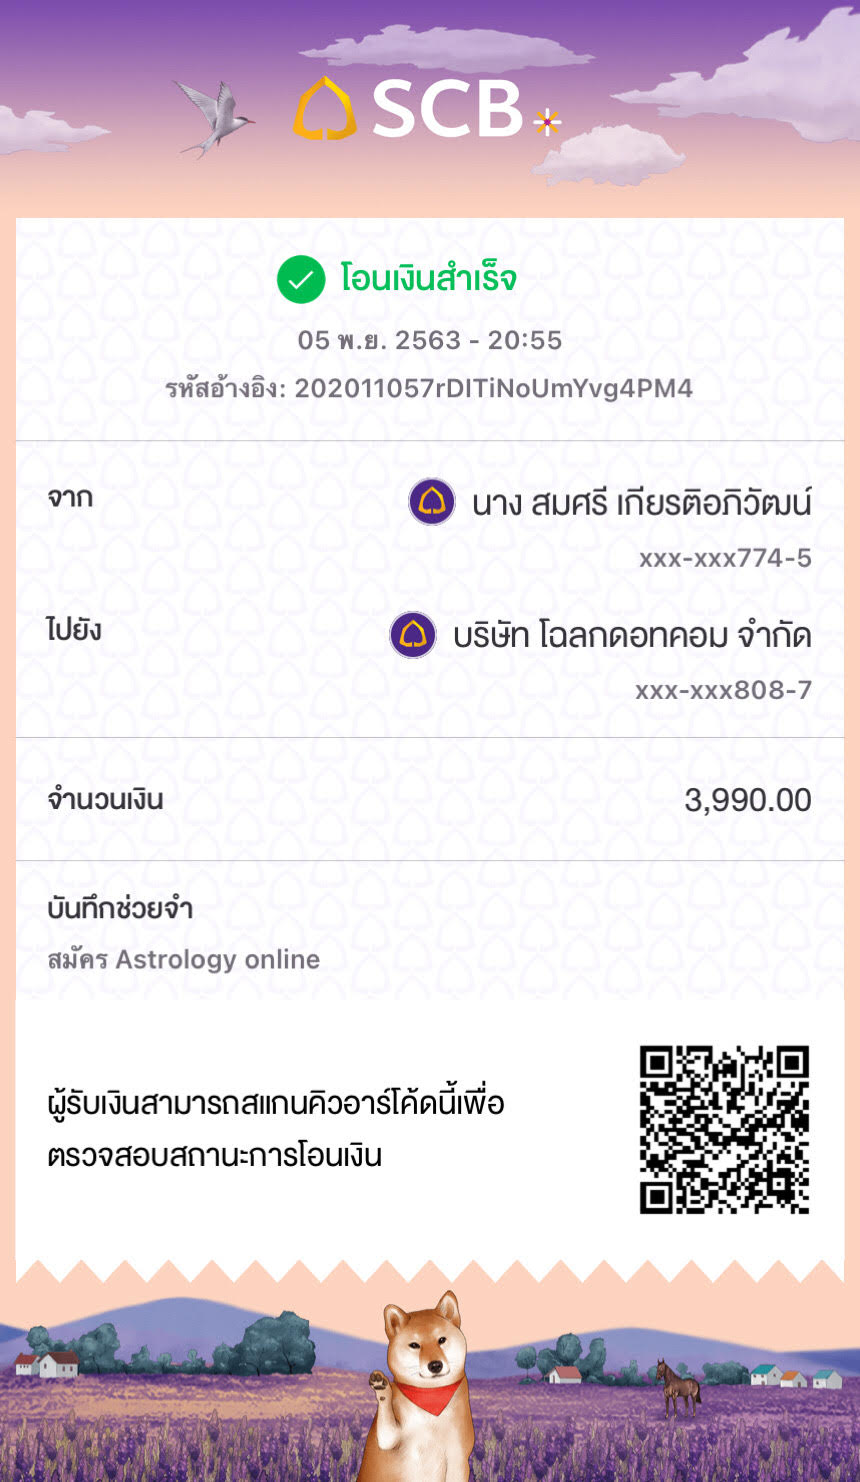 SCB
โอนเงินสำเร็จ
05 พ.ย. 2563 - 20:55
รหัสอ้างอิง: 202011057rDITiNoUmYvg4PM4
จาก
นาง สมศรี เกียรติอภิวัฒน์
xxx-xxx774-5
ไปยัง
บริษัท โฉลกดอทคอม จำกัด
xxx-xxx808-7
จำนวนเงิน
3,990.00
บันทึกช่วยจำ
สมัคร Astrology online
ผู้รับเงินสามารถสแกนคิวอาร์โค้ดนี้เพื่อ
ตรวจสอบสถานะการโอนเงิน